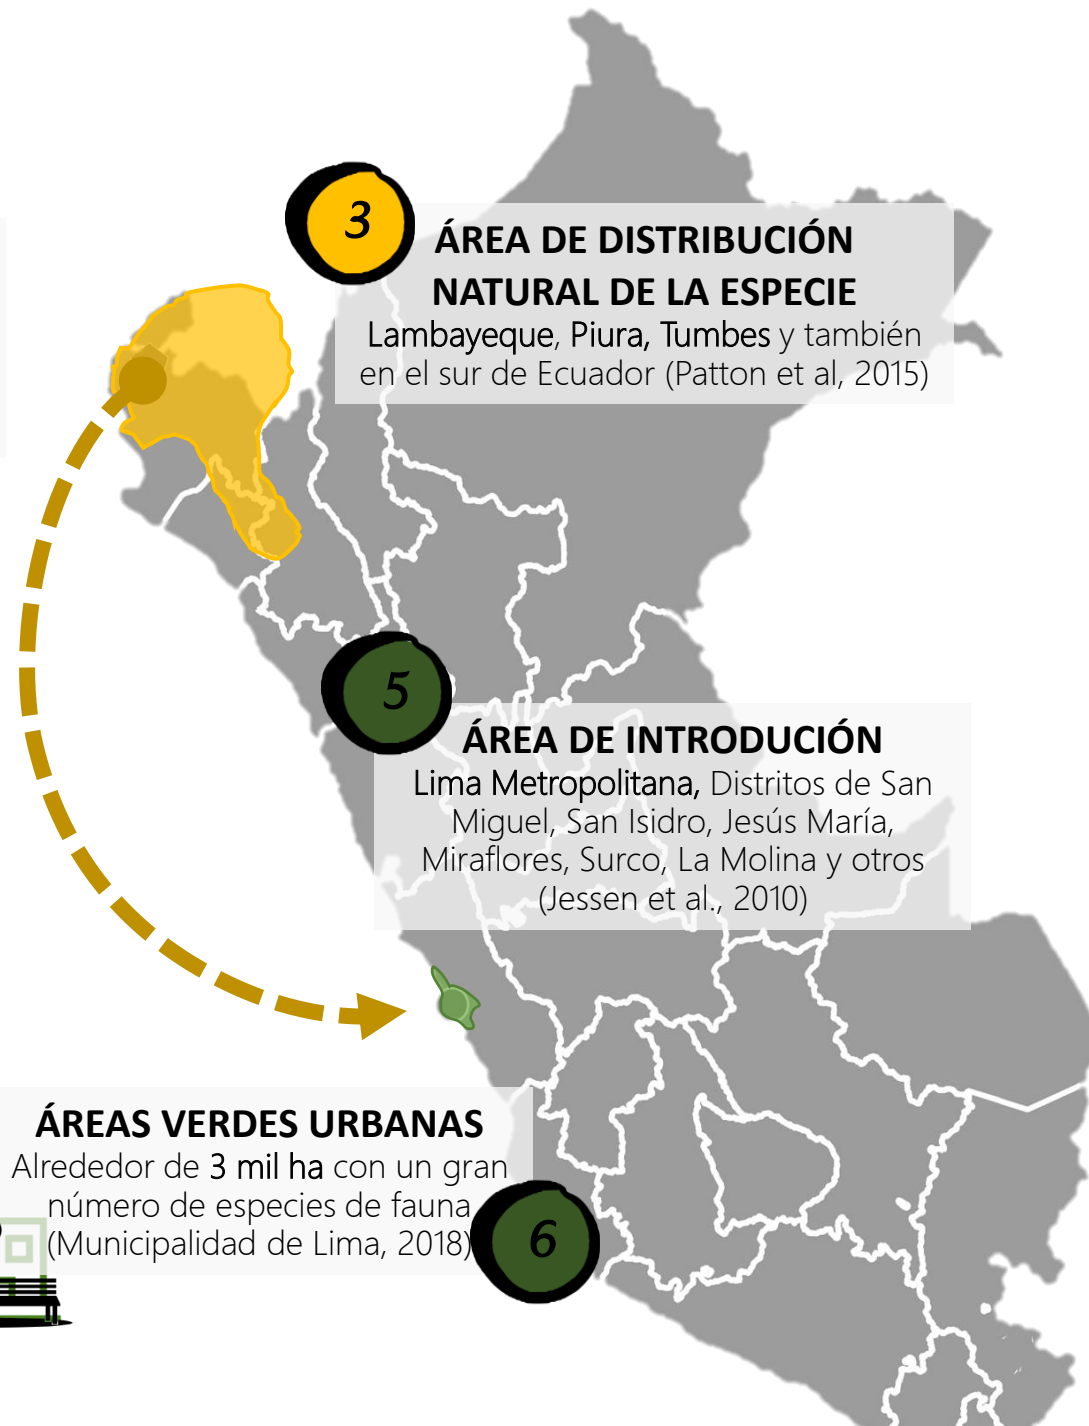 3
ÁREA DE DISTRIBUCIÓN
NATURAL DE LA ESPECIE
Lambayeque, Piura, Tumbes y también
en el sur de Ecuador (Patton et al, 2015)
5
ÁREA DE INTRODUCIÓN
Lima Metropolitana, Distritos de San
Miguel, San Isidro, Jesús María,
Miraflores, Surco, La Molina y otros
(Jessen et al., 2010)
ÁREAS VERDES URBANAS
Alrededor de 3 mil ha con un gran
número de especies de fauna
(Municipalidad de Lima, 2018)
6